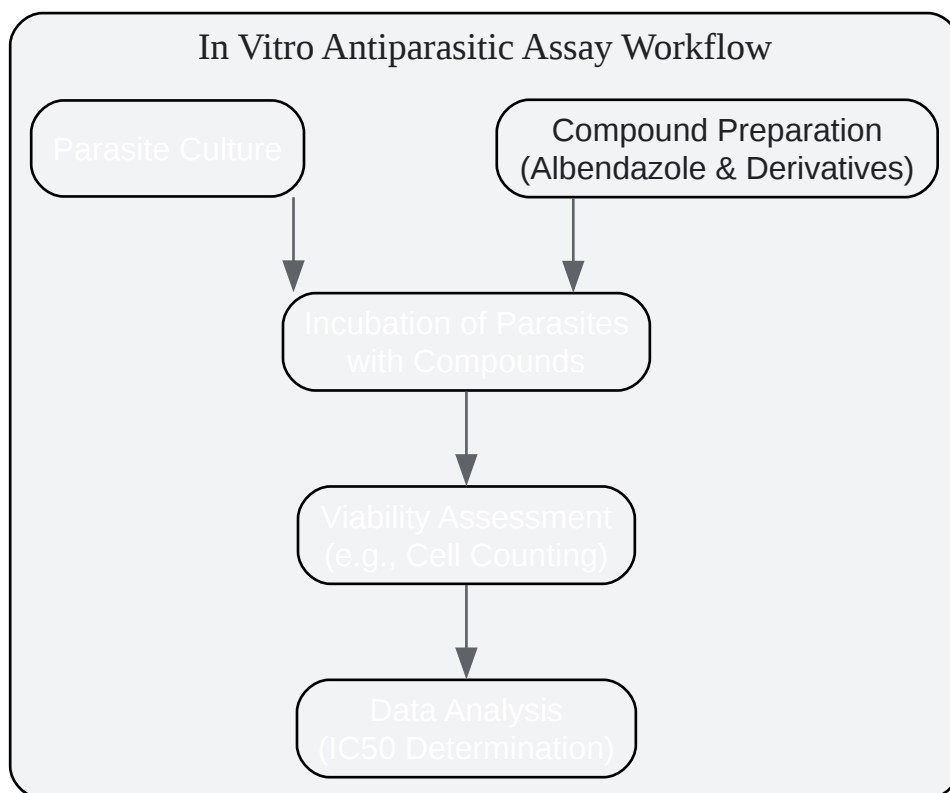 In Vitro Antiparasitic Assay Workflow
Parasite Culture
Compound Preparation
(Albendazole & Derivatives)
Incubation of Parasites
with Compounds
Viability Assessment
(e.g., Cell Counting)
Data Analysis
(IC50 Determination)